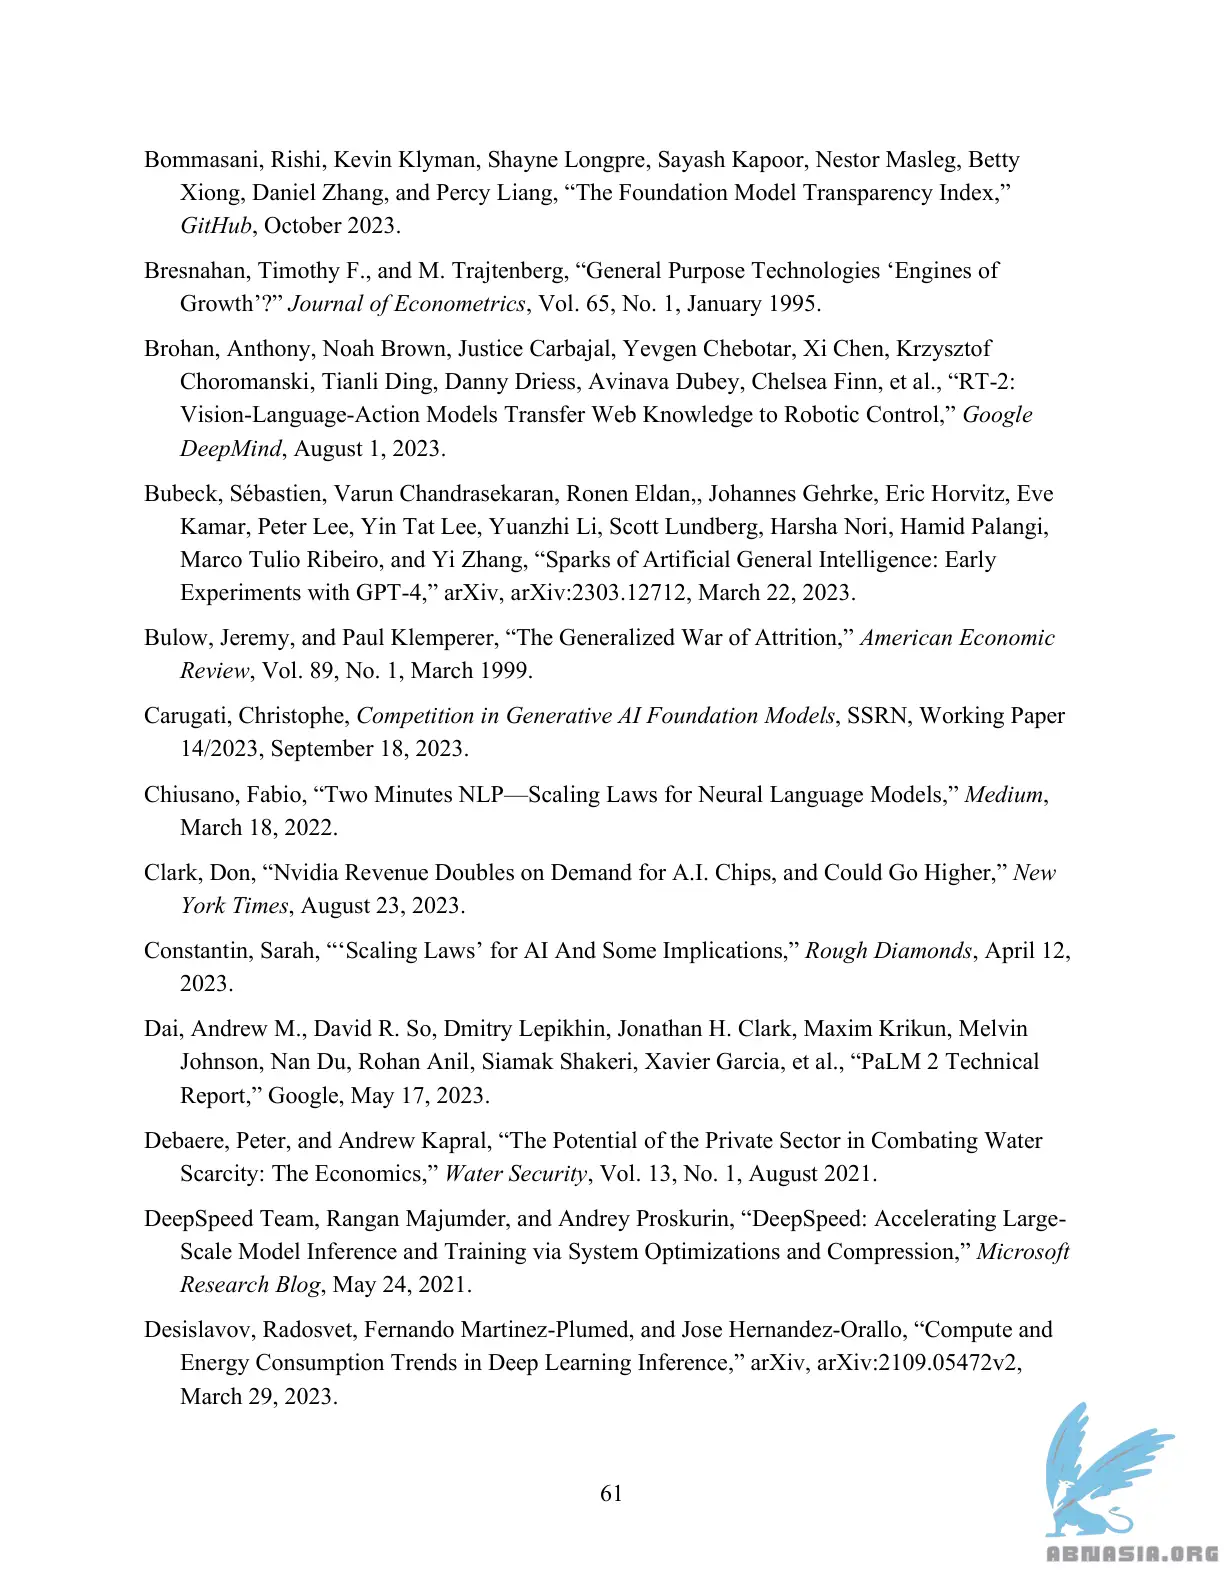 Bommasani, Rishi, Kevin Klyman, Shayne Longpre, Sayash Kapoor, Nestor Masleg, Betty
Xiong, Daniel Zhang, and Percy Liang, “The Foundation Model Transparency Index,”
GitHub, October 2023.
Bresnahan, Timothy F., and M. Trajtenberg, “General Purpose Technologies ‘Engines of
Growth’?” Journal of Econometrics, Vol. 65, No. 1, January 1995.
Brohan, Anthony, Noah Brown, Justice Carbajal, Yevgen Chebotar, Xi Chen, Krzysztof
Choromanski, Tianli Ding, Danny Driess, Avinava Dubey, Chelsea Finn, et al., “RT-2:
Vision-Language-Action Models Transfer Web Knowledge to Robotic Control,” Google
DeepMind, August 1, 2023.
Bubeck, Sébastien, Varun Chandrasekaran, Ronen Eldan,, Johannes Gehrke, Eric Horvitz, Eve
Kamar, Peter Lee, Yin Tat Lee, Yuanzhi Li, Scott Lundberg, Harsha Nori, Hamid Palangi,
Marco Tulio Ribeiro, and Yi Zhang, “Sparks of Artificial General Intelligence: Early
Experiments with GPT-4,” arXiv, arXiv:2303.12712, March 22, 2023.
Bulow, Jeremy, and Paul Klemperer, “The Generalized War of Attrition,” American Economic
Review, Vol. 89, No. 1, March 1999.
Carugati, Christophe, Competition in Generative AI Foundation Models, SSRN, Working Paper
14/2023, September 18, 2023.
Chiusano, Fabio, “Two Minutes NLP—Scaling Laws for Neural Language Models,” Medium,
March 18, 2022.
Clark, Don, “Nvidia Revenue Doubles on Demand for A.I. Chips, and Could Go Higher,” New
York Times, August 23, 2023.
Constantin, Sarah, “‘Scaling Laws’ for AI And Some Implications,” Rough Diamonds, April 12,
2023.
Dai, Andrew M., David R. So, Dmitry Lepikhin, Jonathan H. Clark, Maxim Krikun, Melvin
Johnson, Nan Du, Rohan Anil, Siamak Shakeri, Xavier Garcia, et al., “PaLM 2 Technical
Report,” Google, May 17, 2023.
Debaere, Peter, and Andrew Kapral, “The Potential of the Private Sector in Combating Water
Scarcity: The Economics,” Water Security, Vol. 13, No. 1, August 2021.
DeepSpeed Team, Rangan Majumder, and Andrey Proskurin, “DeepSpeed: Accelerating Large-
Scale Model Inference and Training via System Optimizations and Compression,” Microsoft
Research Blog, May 24, 2021.
Desislavov, Radosvet, Fernando Martinez-Plumed, and Jose Hernandez-Orallo, “Compute and
Energy Consumption Trends in Deep Learning Inference,” arXiv, arXiv:2109.05472v2,
March 29, 2023.
61
ABNASIA.ORG